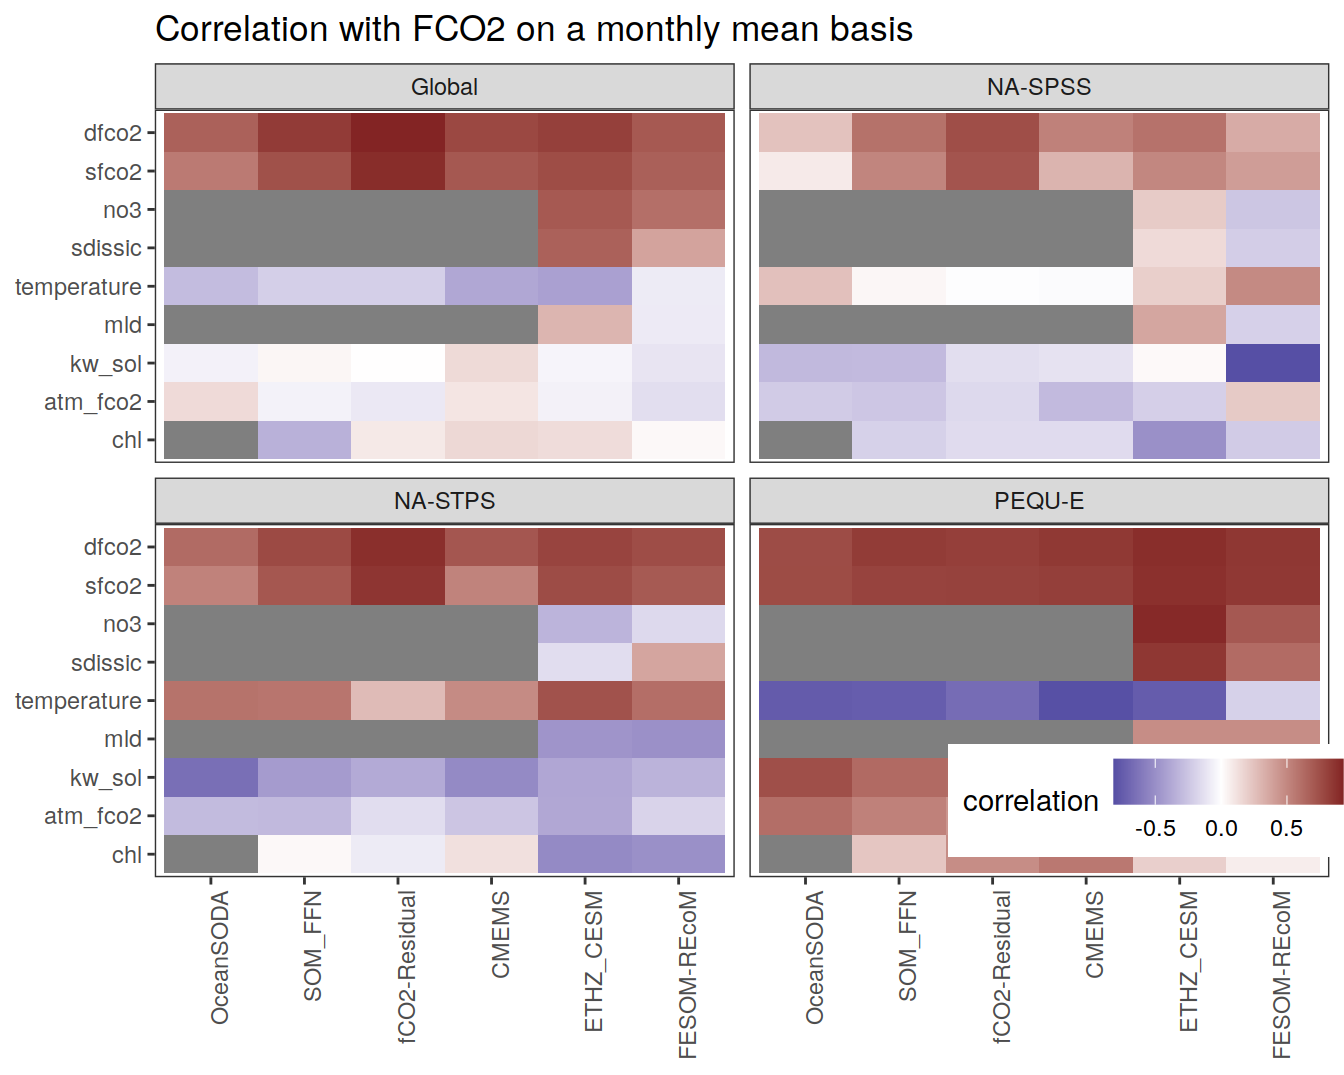 Correlation with FCO2 on a monthly mean basis
Global
NA-SPSS
dfco2
sfco2
no3
sdissic
temperature
mld
kw_sol
atm_fco2
chl
NA-STPS
PEQU-E
dfco2
sfco2
no3
sdissic
temperature
mld
kw_sol
atm_fco2
chl
correlation
-0.5 0.0 0.5
OceanSODA
SOM_FFN
fCO2-Residual
CMEMS
ETHZ_CESM
FESOM-REcoM
OceanSODA
SOM_FFN
fCO2-Residual
CMEMS
ETHZ_CESM
FESOM-REcoM